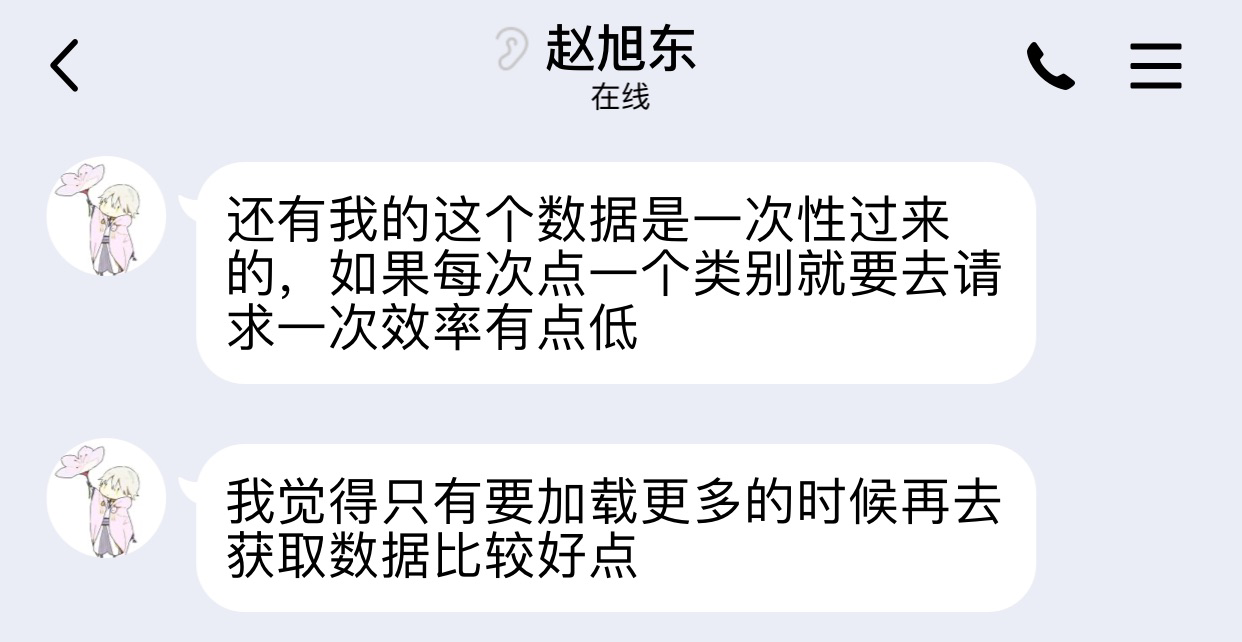 赵旭东
在线
还有我的这个数据是一次性过来
的，如果每次点一个类别就要去请
求一次效率有点低
我觉得只有要加载更多的时候再去
获取数据比较好点